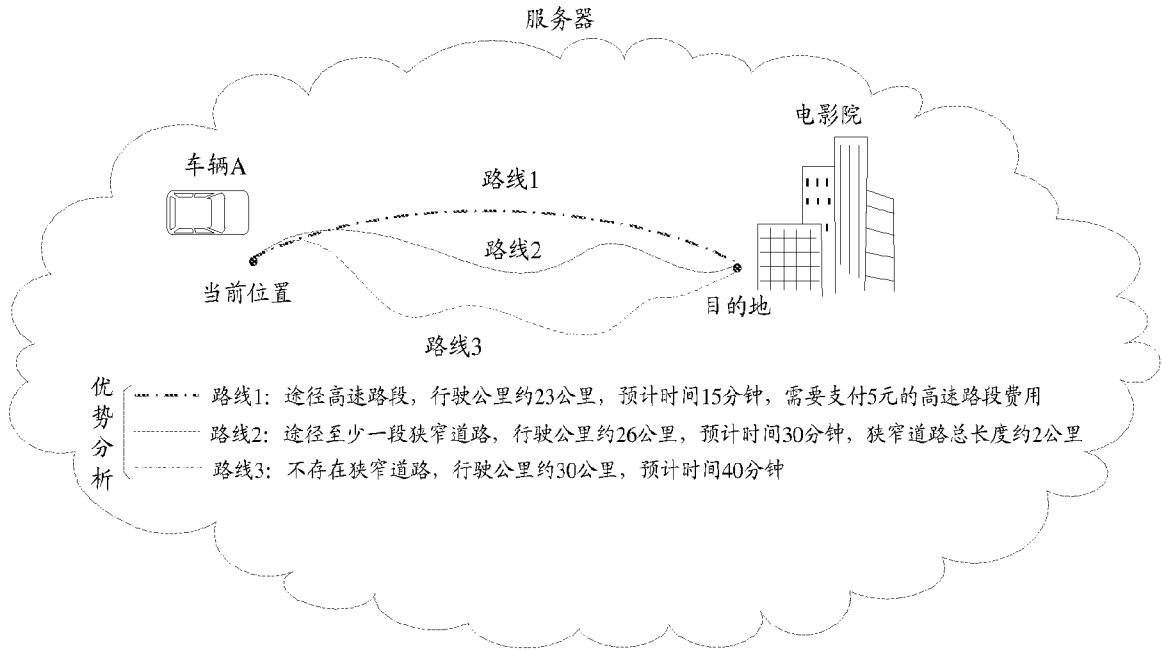 服务器
电影院
车辆A
路线1
路线2
当前位置
目的地
路线3
优势分析
路线1：途径高速路段，行驶公里约23公里，预计时间15分钟，需要支付5元的高速路段费用
路线2：途径至少一段狭窄道路，行驶公里约26公里，预计时间30分钟，狭窄道路总长度约2公里
路线3：不存在狭窄道路，行驶公里约30公里，预计时间40分钟